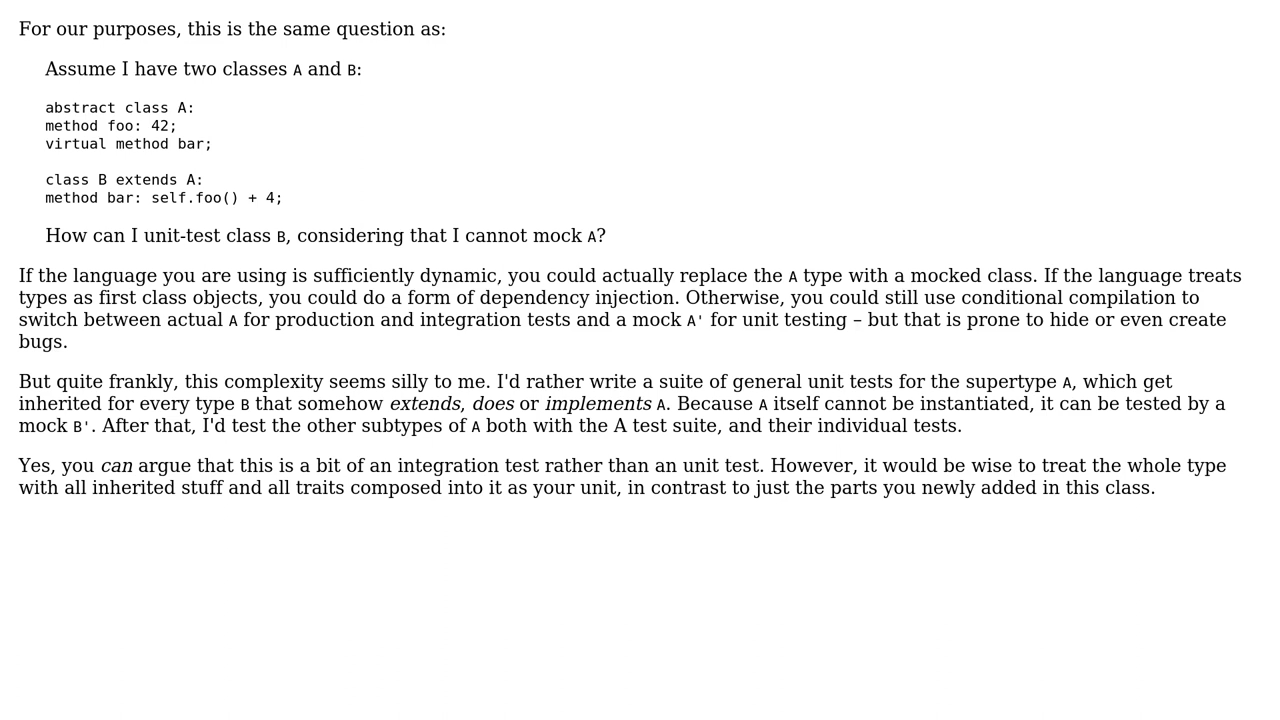 For our purposes, this is the same question as:
Assume I have two classes A and B:
abstract class A:
method foo: 42;
virtual method bar;
class B extends A:
method bar: self.foo() + 4;
How can I unit-test class B, considering that I cannot mock A?
If the language you are using is sufficiently dynamic, you could actually replace the A type with a mocked class. If the language treats
types as first class objects, you could do a form of dependency injection. Otherwise, you could still use conditional compilation to
switch between actual A for production and integration tests and a mock A' for unit testing – but that is prone to hide or even create
bugs.
But quite frankly, this complexity seems silly to me. I'd rather write a suite of general unit tests for the supertype A, which get
inherited for every type B that somehow extends, does or implements A. Because A itself cannot be instantiated, it can be tested by a
mock B'. After that, I'd test the other subtypes of A both with the A test suite, and their individual tests.
Yes, you can argue that this is a bit of an integration test rather than an unit test. However, it would be wise to treat the whole type
with all inherited stuff and all traits composed into it as your unit, in contrast to just the parts you newly added in this class.